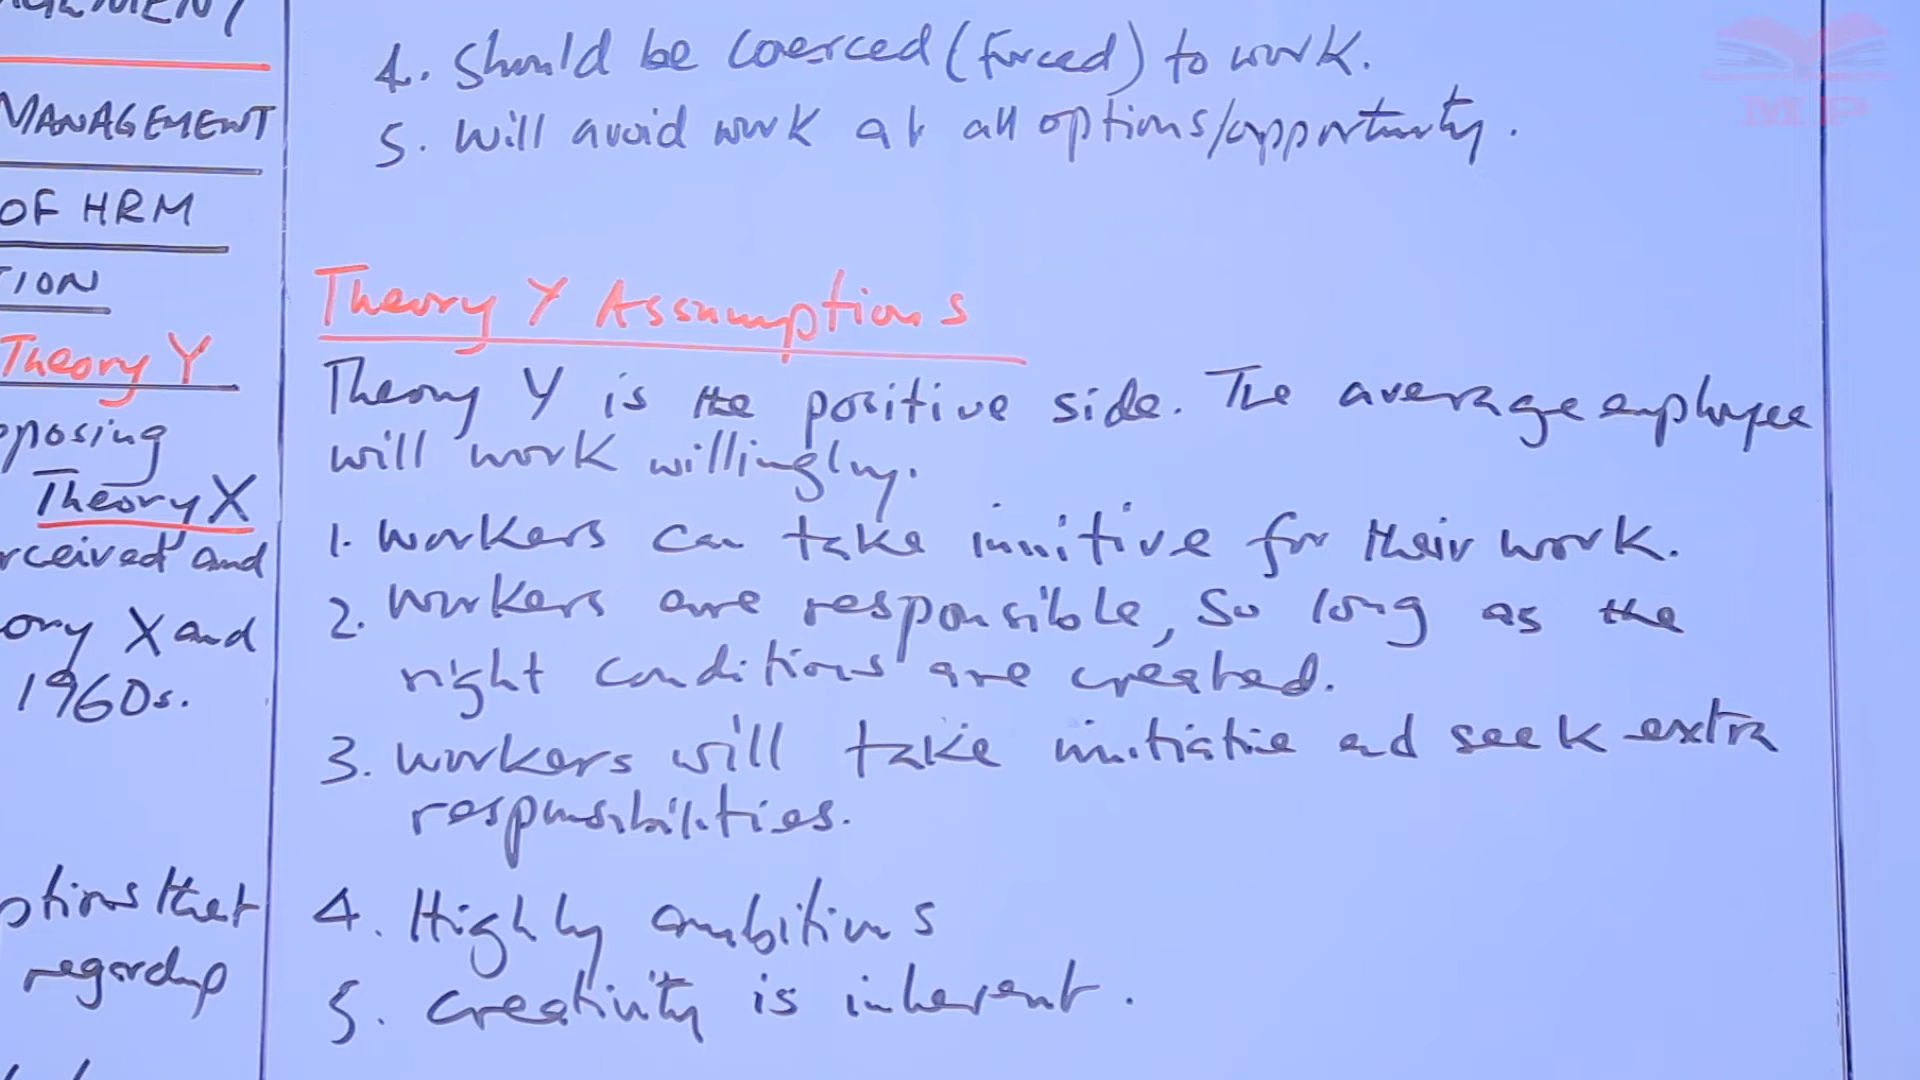 AGEMENT
MANAGEMENT
OF HRM
TION
Theory Y
pposing
Theory X
rceived and
ory X and
1960s.
ptions that
regarding
4. Should be coerced (forced) to work.
5. Will avoid work at all options/opportunity.
Theory Y Assumptions
Theory Y is the positive side. The average employee
will work willingly.
1. workers can take innitive for their work.
2. workers are responsible, so long as the
right conditions are created.
3. workers will take initiatie and seek extra
responsibilities.
4. Highly ambitious
5. creativity is inherent.
MJP